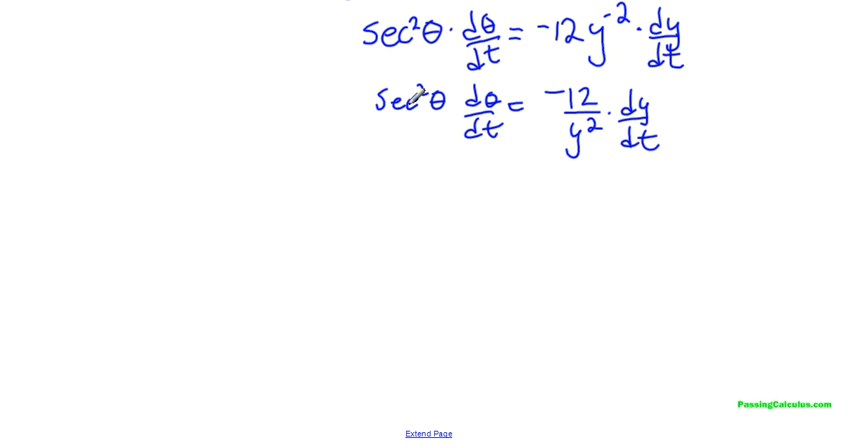 sec²θ · dθ/dt = -12y⁻² · dy/dt
sec²θ dθ/dt = -12/y² · dy/dt
PassingCalculus.com
Extend Page